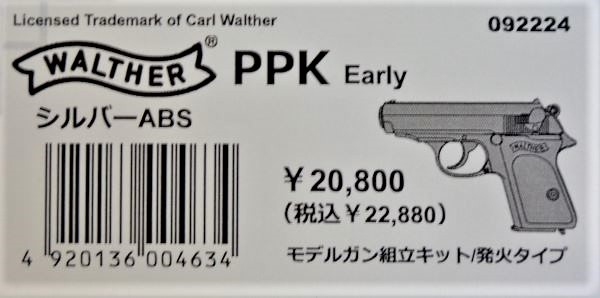 Licensed Trademark of Carl Walther
092224
WALTHER® PPK Early
シルバーABS
WALTHER
￥20,800
(税込￥22,880)
4 920136 004634
モデルガン組立キット/発火タイプ